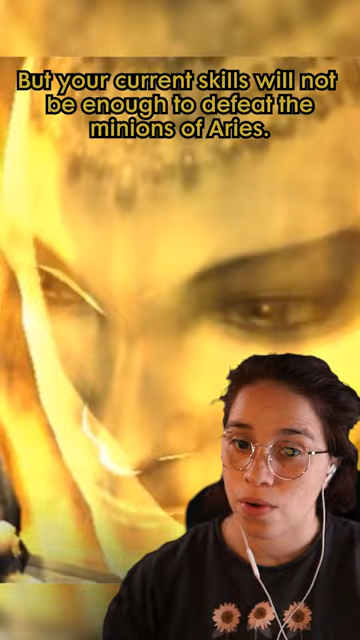 But your current skills will not
be enough to defeat the
minions of Aries.